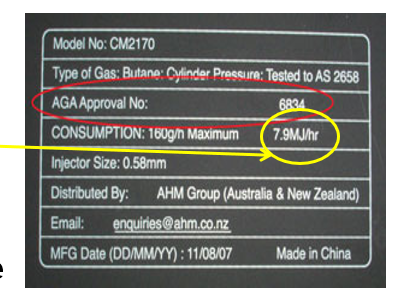 Model No: CM2170
Type of Gas: Butane: Cylinder Pressure: Tested to AS 2658
AGA Approval No: 6834
CONSUMPTION: 160g/h Maximum 7.9MJ/hr
Injector Size: 0.58mm
Distributed By: AHM Group (Australia & New Zealand)
Email: enquiries@ahm.co.nz
MFG Date (DD/MM/YY) : 11/08/07 Made in China
e